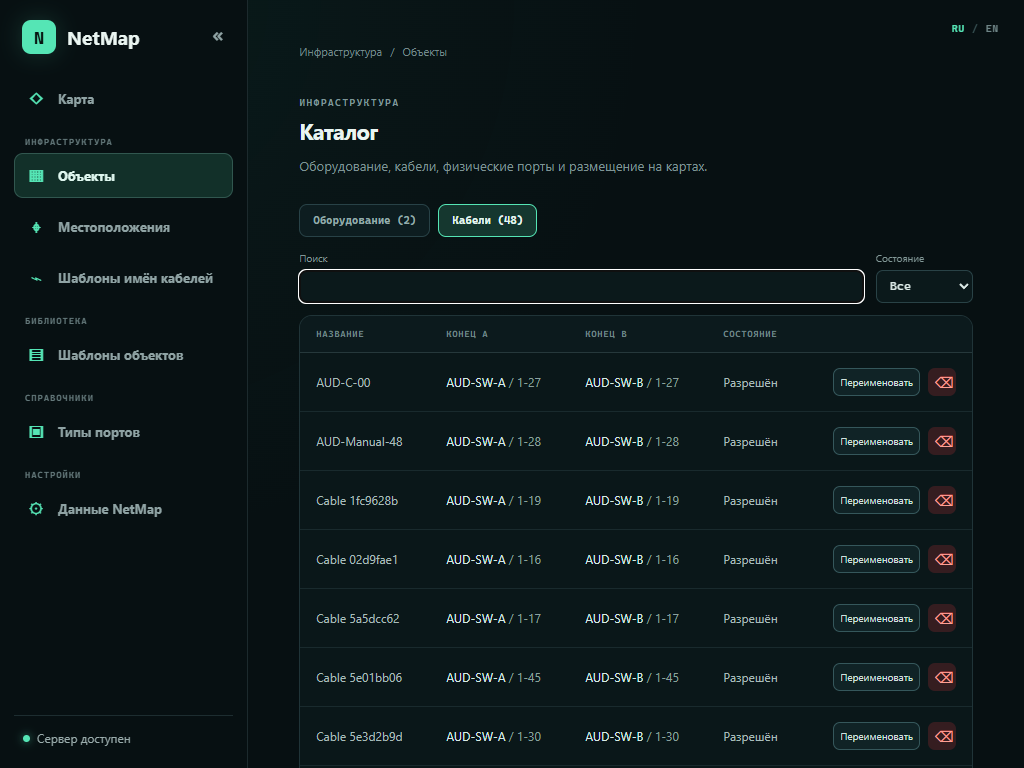 N NetMap «
RU / EN
Инфраструктура / Объекты
Карта
ИНФРАСТРУКТУРА
Объекты
Местоположения
Шаблоны имён кабелей
БИБЛИОТЕКА
Шаблоны объектов
СПРАВОЧНИКИ
Типы портов
НАСТРОЙКИ
Данные NetMap
Сервер доступен
ИНФРАСТРУКТУРА
Каталог
Оборудование, кабели, физические порты и размещение на картах.
Оборудование (2) Кабели (48)
Поиск Состояние
Все
НАЗВАНИЕ КОНЕЦ A КОНЕЦ B СОСТОЯНИЕ
AUD-C-00 AUD-SW-A / 1-27 AUD-SW-B / 1-27 Разрешён Переименовать
AUD-Manual-48 AUD-SW-A / 1-28 AUD-SW-B / 1-28 Разрешён Переименовать
Cable 1fc9628b AUD-SW-A / 1-19 AUD-SW-B / 1-19 Разрешён Переименовать
Cable 02d9fae1 AUD-SW-A / 1-16 AUD-SW-B / 1-16 Разрешён Переименовать
Cable 5a5dcc62 AUD-SW-A / 1-17 AUD-SW-B / 1-17 Разрешён Переименовать
Cable 5e01bb06 AUD-SW-A / 1-45 AUD-SW-B / 1-45 Разрешён Переименовать
Cable 5e3d2b9d AUD-SW-A / 1-30 AUD-SW-B / 1-30 Разрешён Переименовать